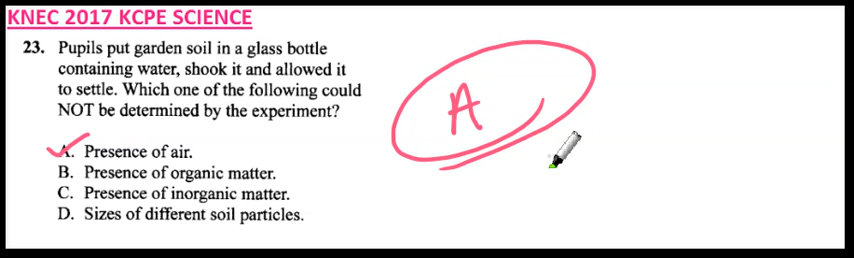 KNEC 2017 KCPE SCIENCE
23. Pupils put garden soil in a glass bottle
containing water, shook it and allowed it
to settle. Which one of the following could
NOT be determined by the experiment?
A. Presence of air.
B. Presence of organic matter.
C. Presence of inorganic matter.
D. Sizes of different soil particles.
A